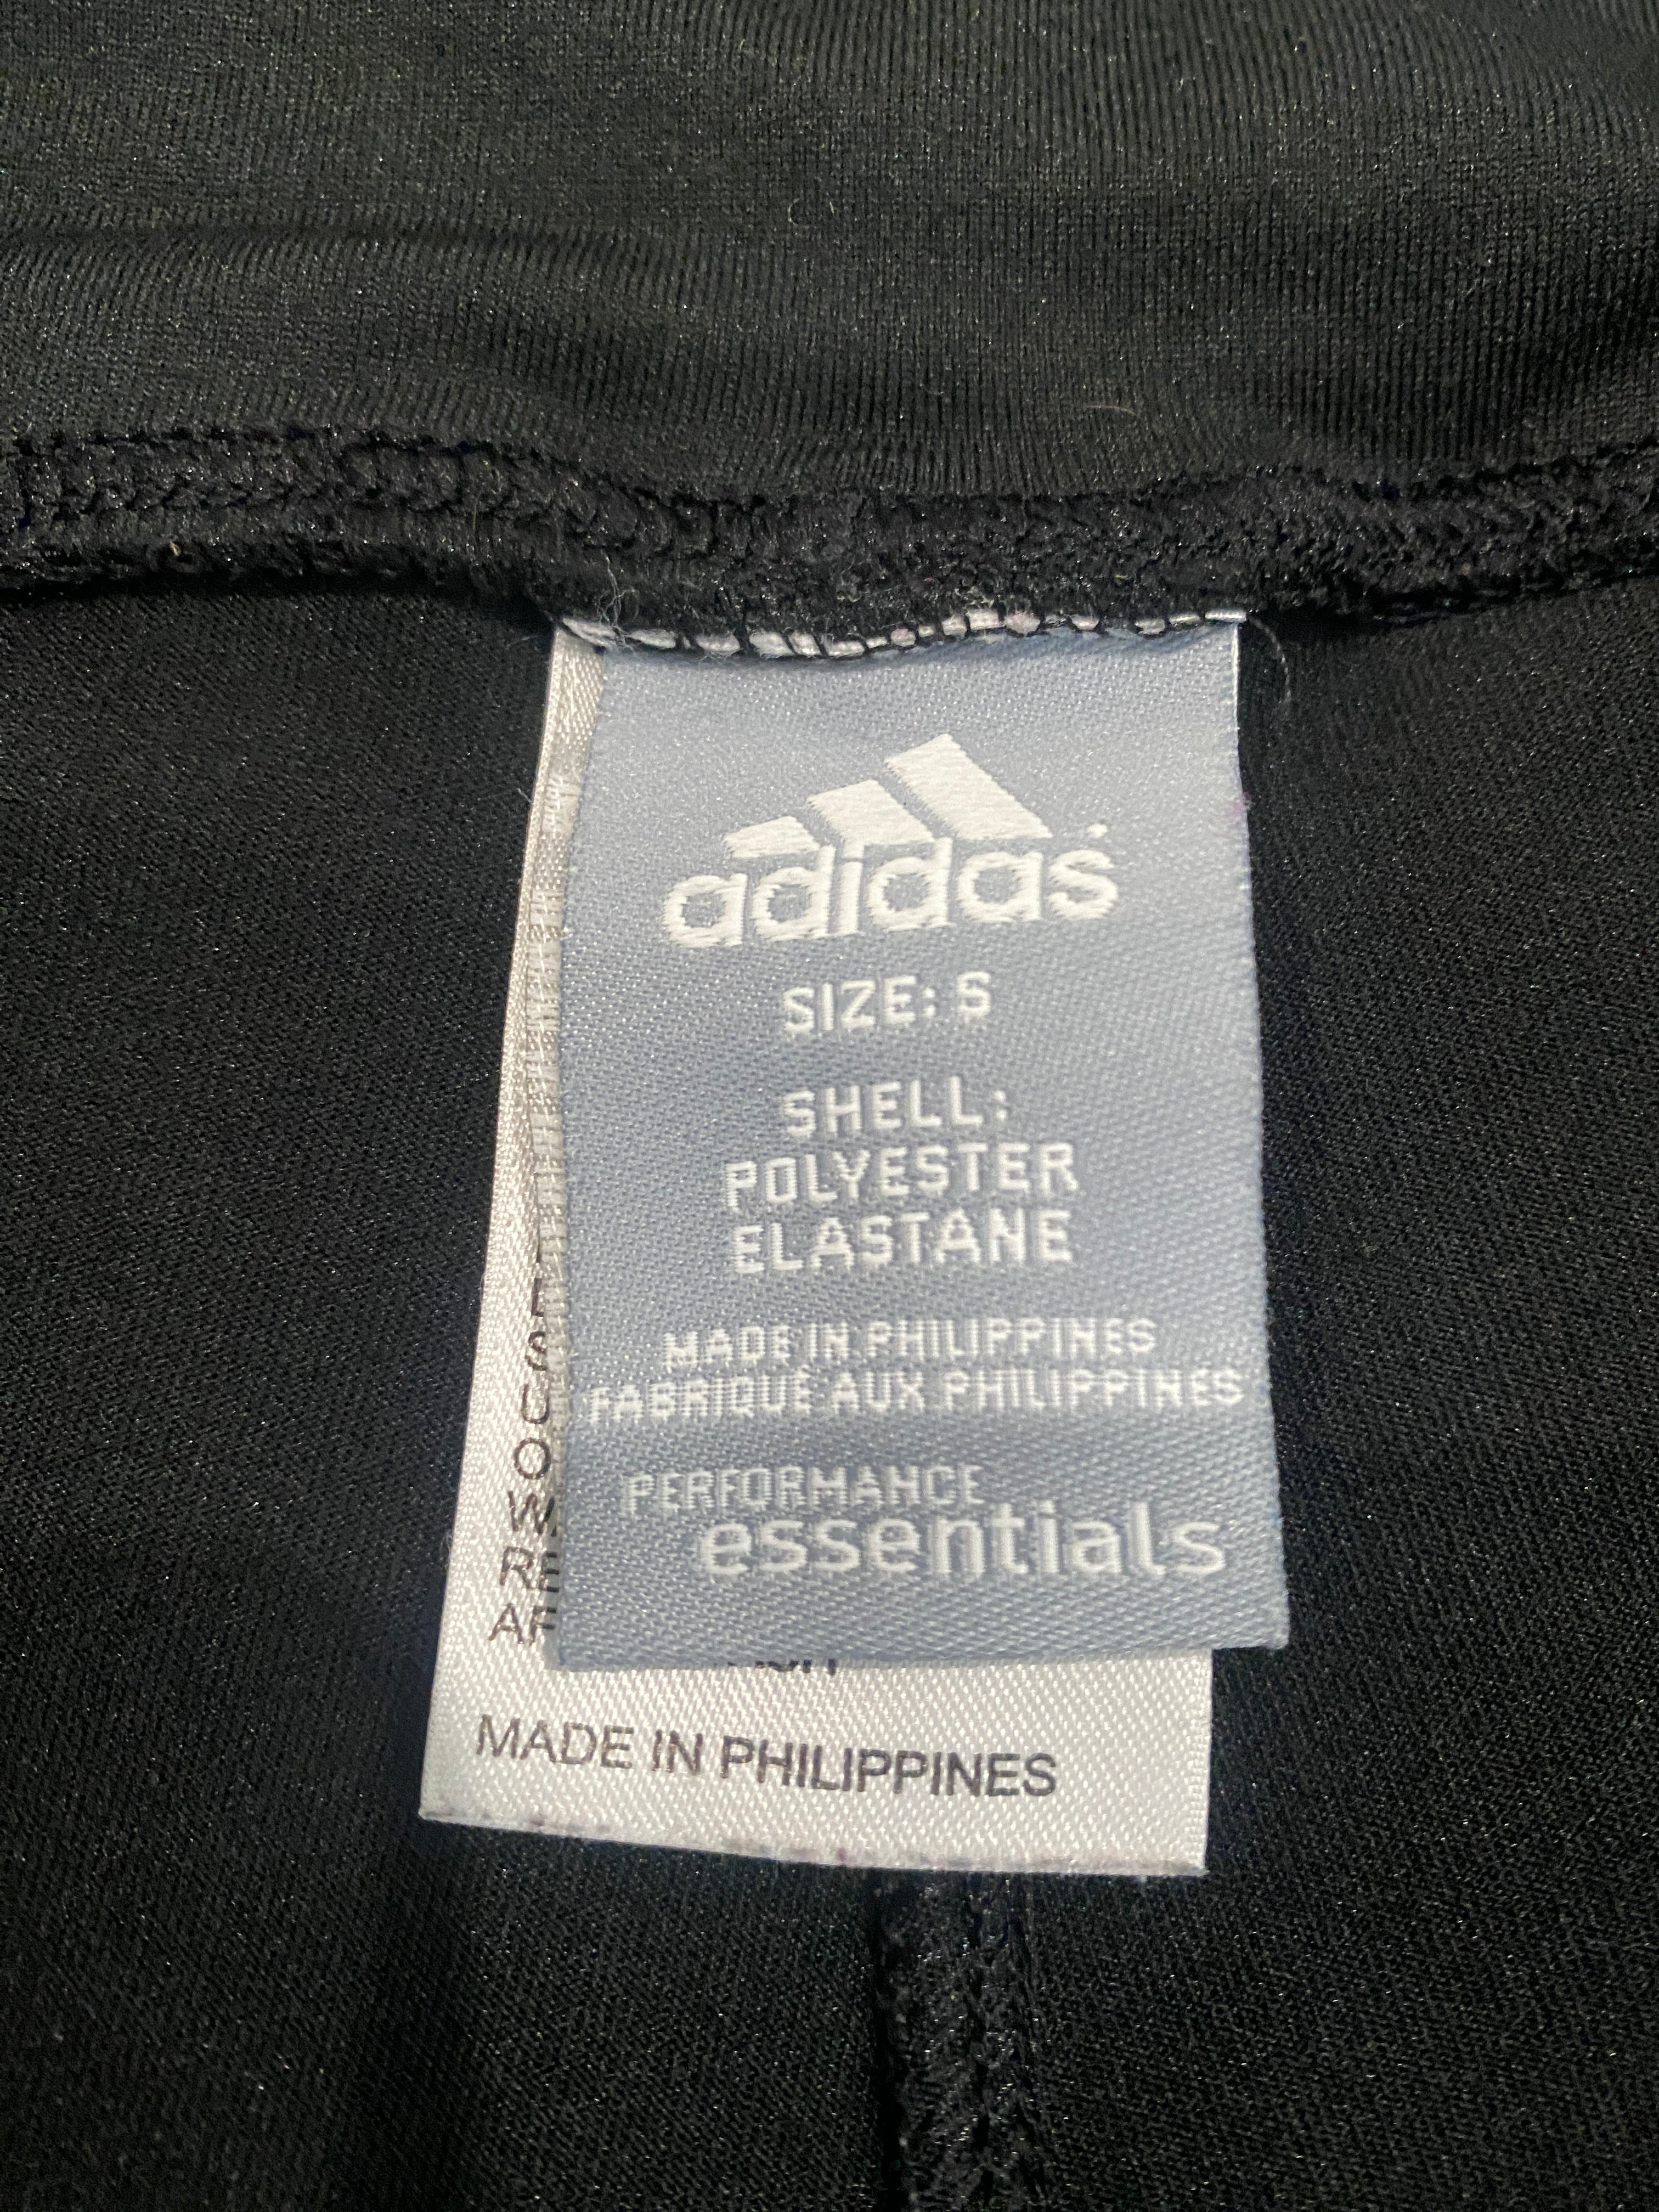 adidas
SIZE: S
SHELL:
POLYESTER
ELASTANE
MADE IN PHILIPPINES
FABRIQUÉ AUX PHILIPPINES
PERFORMANCE
essentials
MADE IN PHILIPPINES